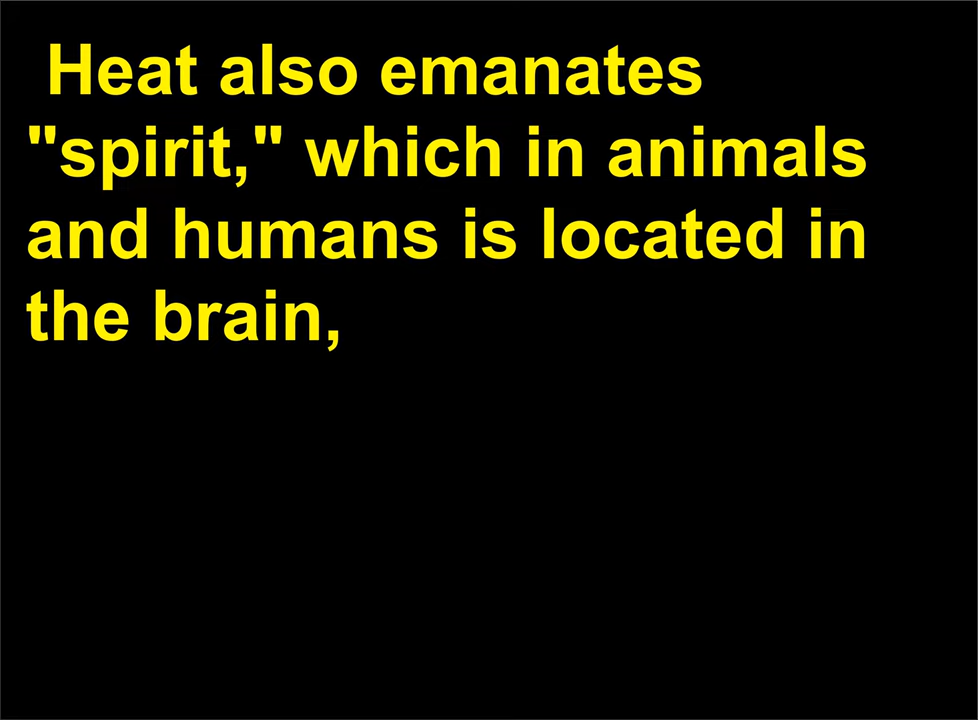 Heat also emanates
"spirit," which in animals
and humans is located in
the brain,